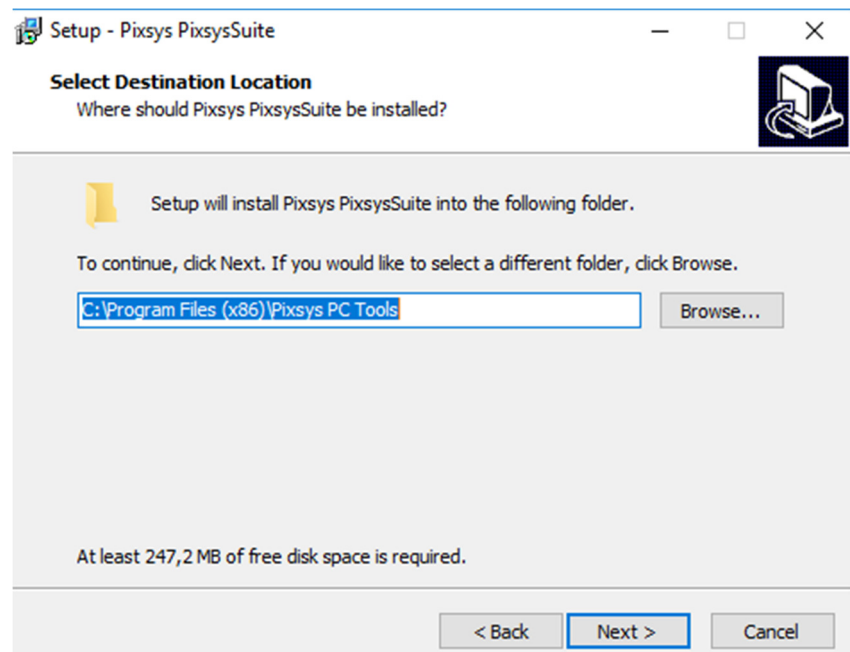 Setup - Pixsys PixsysSuite
Select Destination Location
Where should Pixsys PixsysSuite be installed?
Setup will install Pixsys PixsysSuite into the following folder.
To continue, click Next. If you would like to select a different folder, click Browse.
C:\Program Files (x86)\Pixsys PC Tools
Browse...
At least 247,2 MB of free disk space is required.
< Back
Next >
Cancel